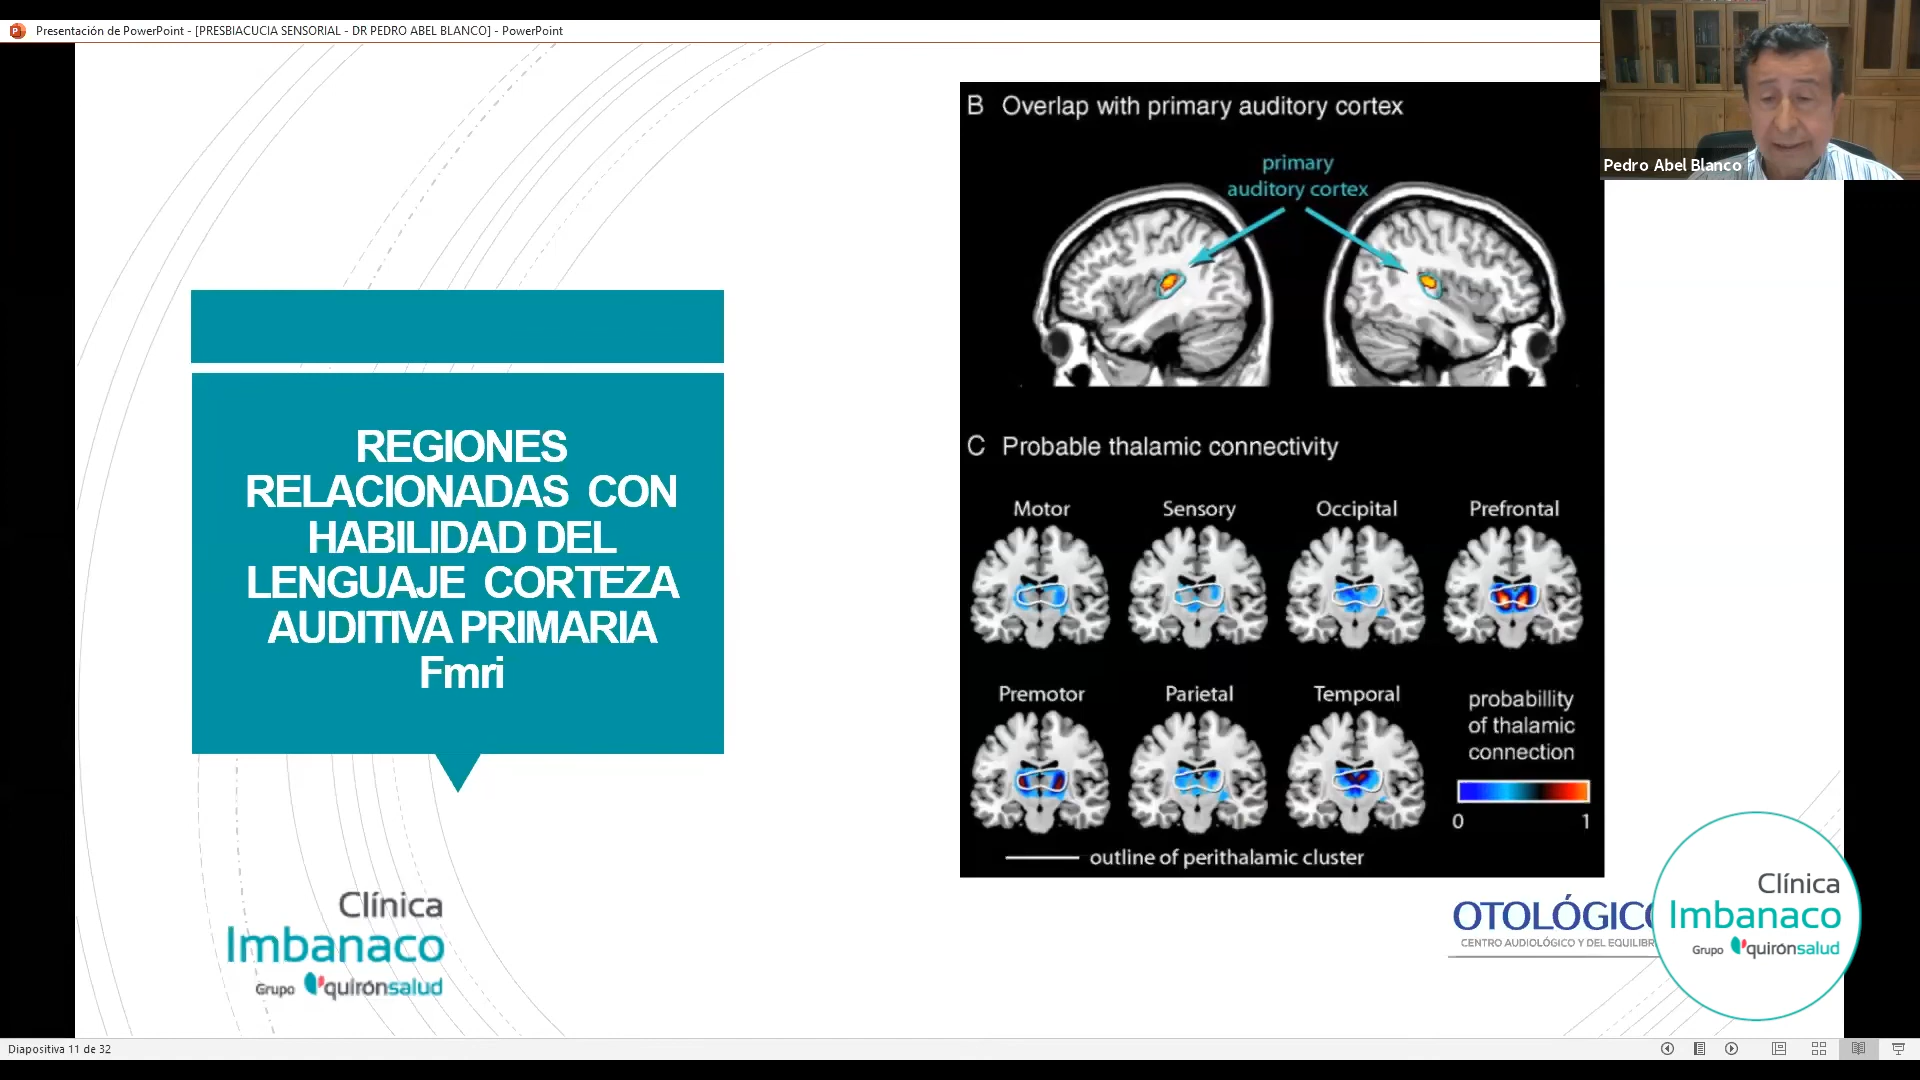 Presentación de PowerPoint - [PRESBIACUCIA SENSORIAL - DR PEDRO ABEL BLANCO] - PowerPoint
Pedro Abel Blanco
REGIONES
RELACIONADAS CON
HABILIDAD DEL
LENGUAJE CORTEZA
AUDITIVA PRIMARIA
Fmri
B Overlap with primary auditory cortex
primary
auditory cortex
C Probable thalamic connectivity
Motor Sensory Occipital Prefrontal
Premotor Parietal Temporal
probabillity
of thalamic
connection
0 1
outline of perithalamic cluster
Clínica
Imbanaco
Grupo quirónsalud
OTOLÓGICO
CENTRO AUDIOLÓGICO Y DEL EQUILIBR
Clínica
Imbanaco
Grupo quirónsalud
Diapositiva 11 de 32